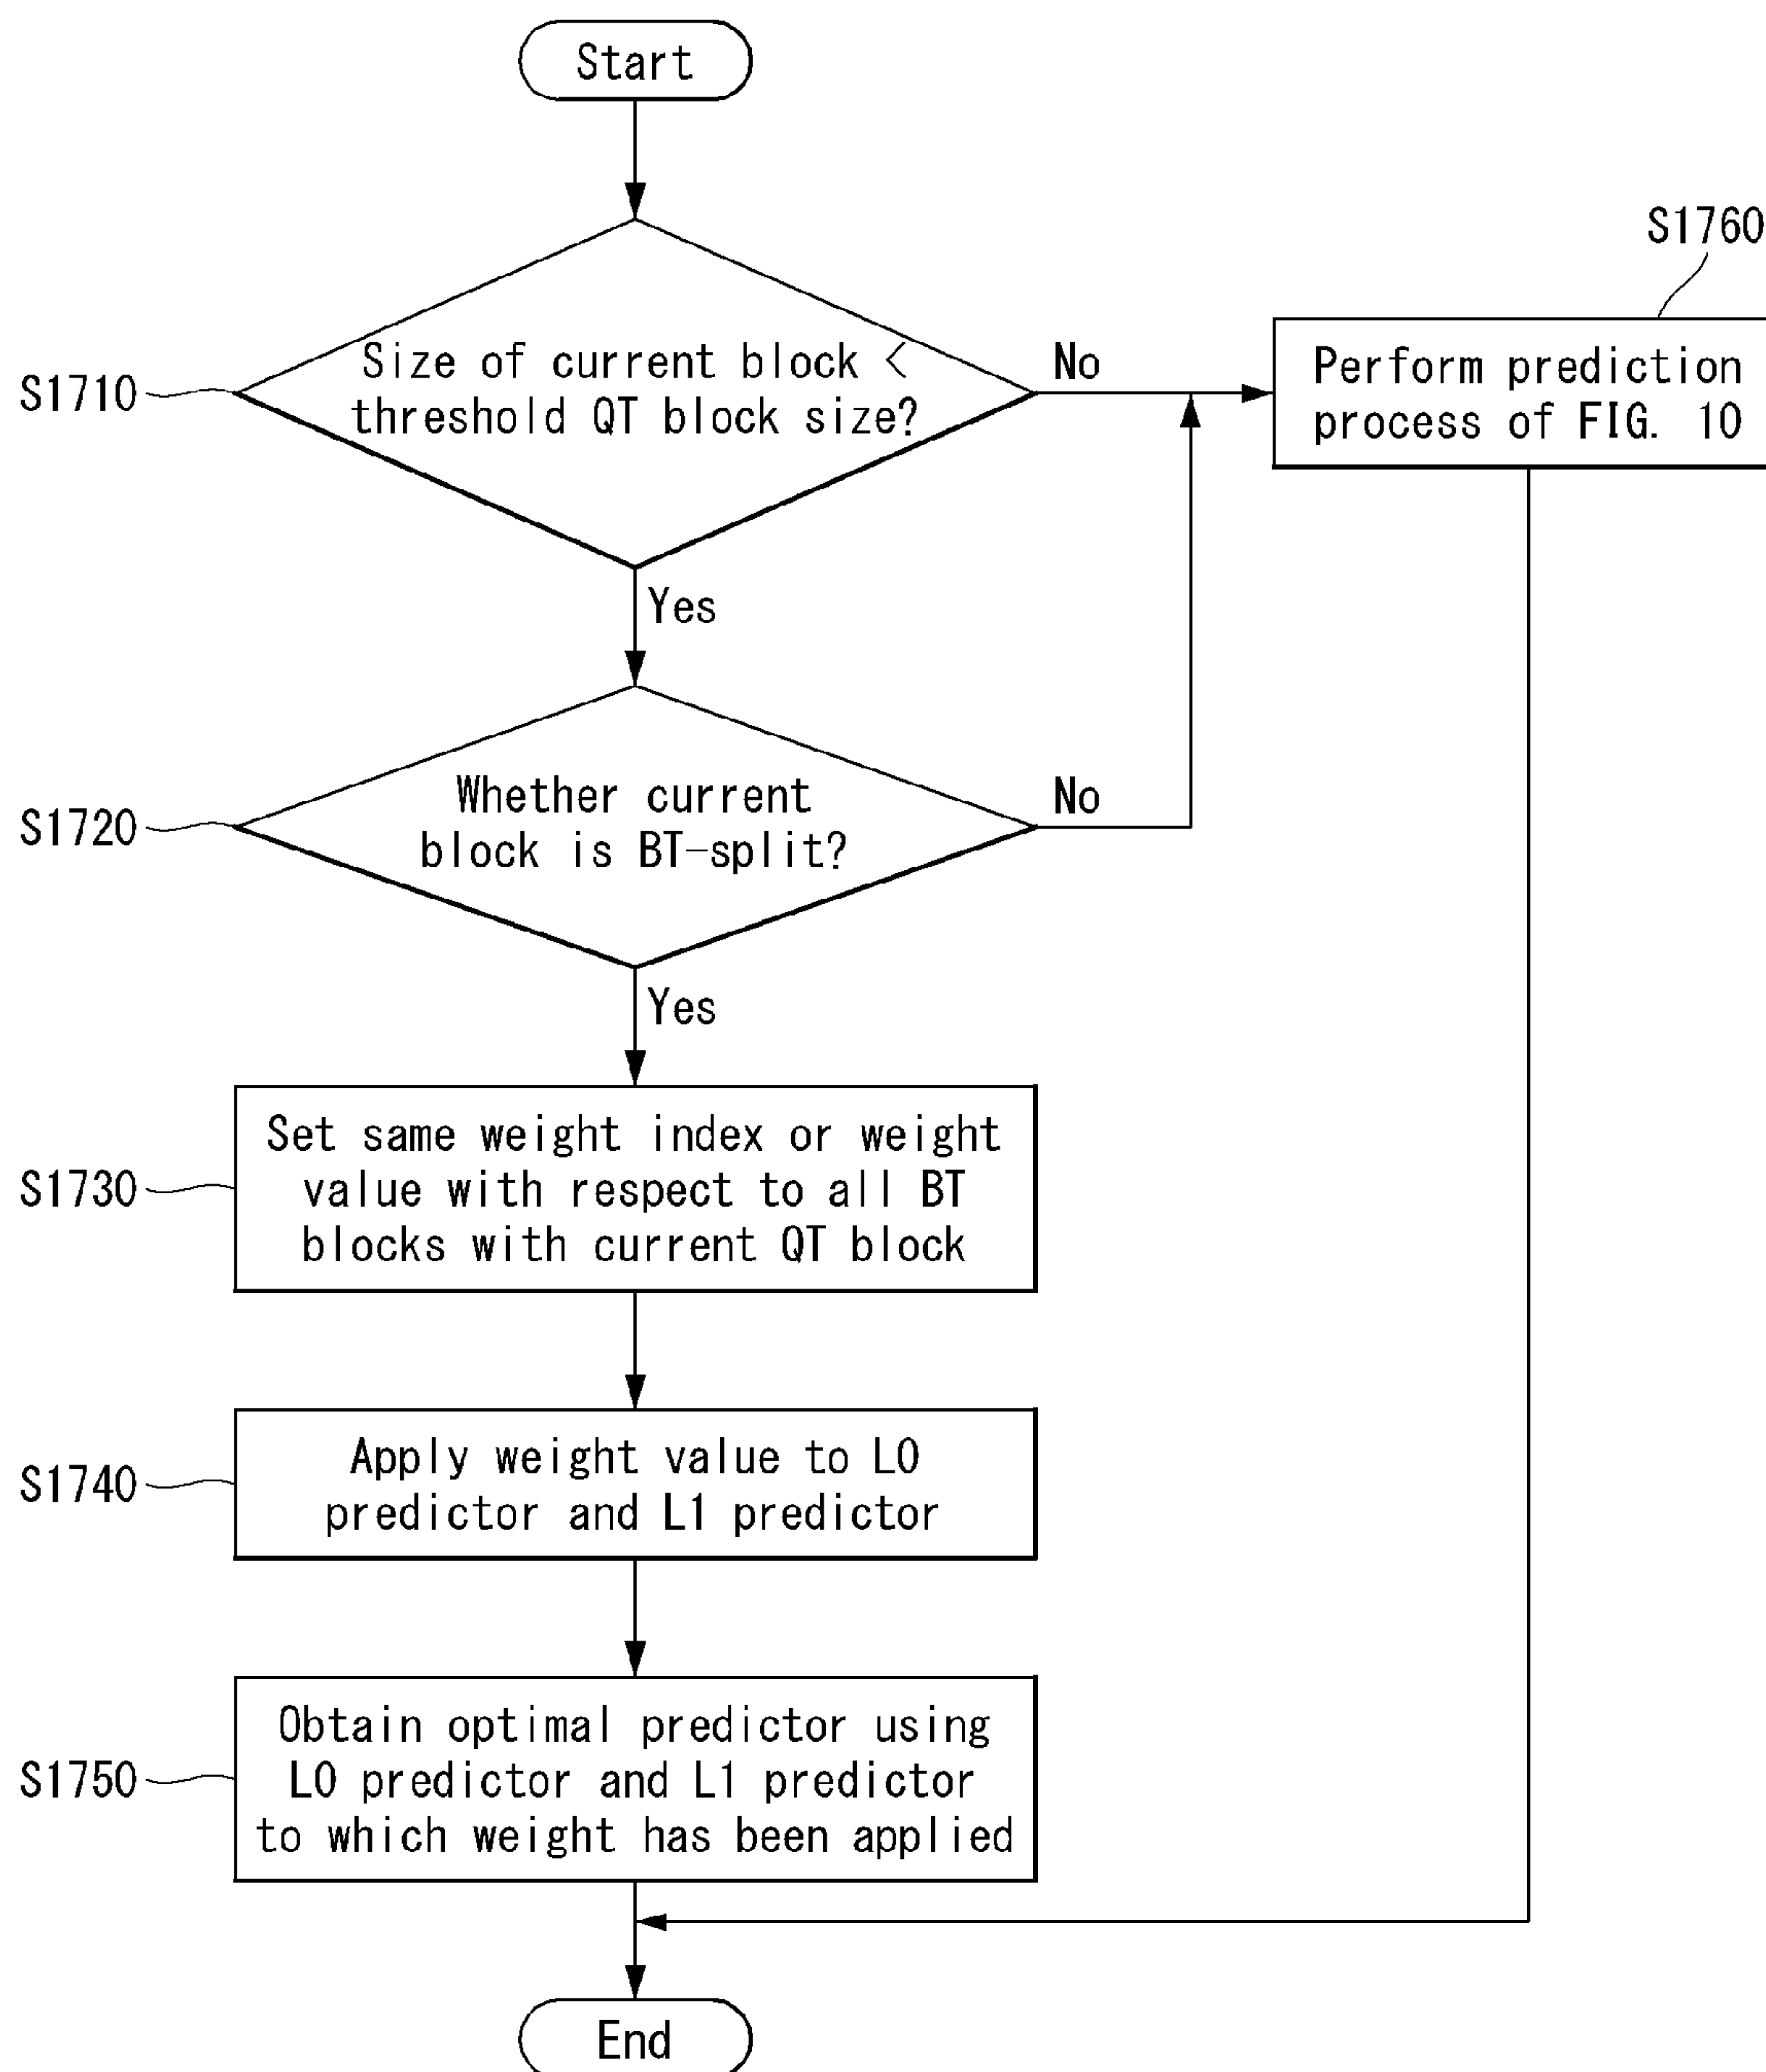 Start
S1710
Size of current block <
threshold QT block size?
No
S1760
Perform prediction
process of FIG. 10
Yes
S1720
Whether current
block is BT-split?
No
Yes
S1730
Set same weight index or weight
value with respect to all BT
blocks with current QT block
S1740
Apply weight value to L0
predictor and L1 predictor
S1750
Obtain optimal predictor using
L0 predictor and L1 predictor
to which weight has been applied
End